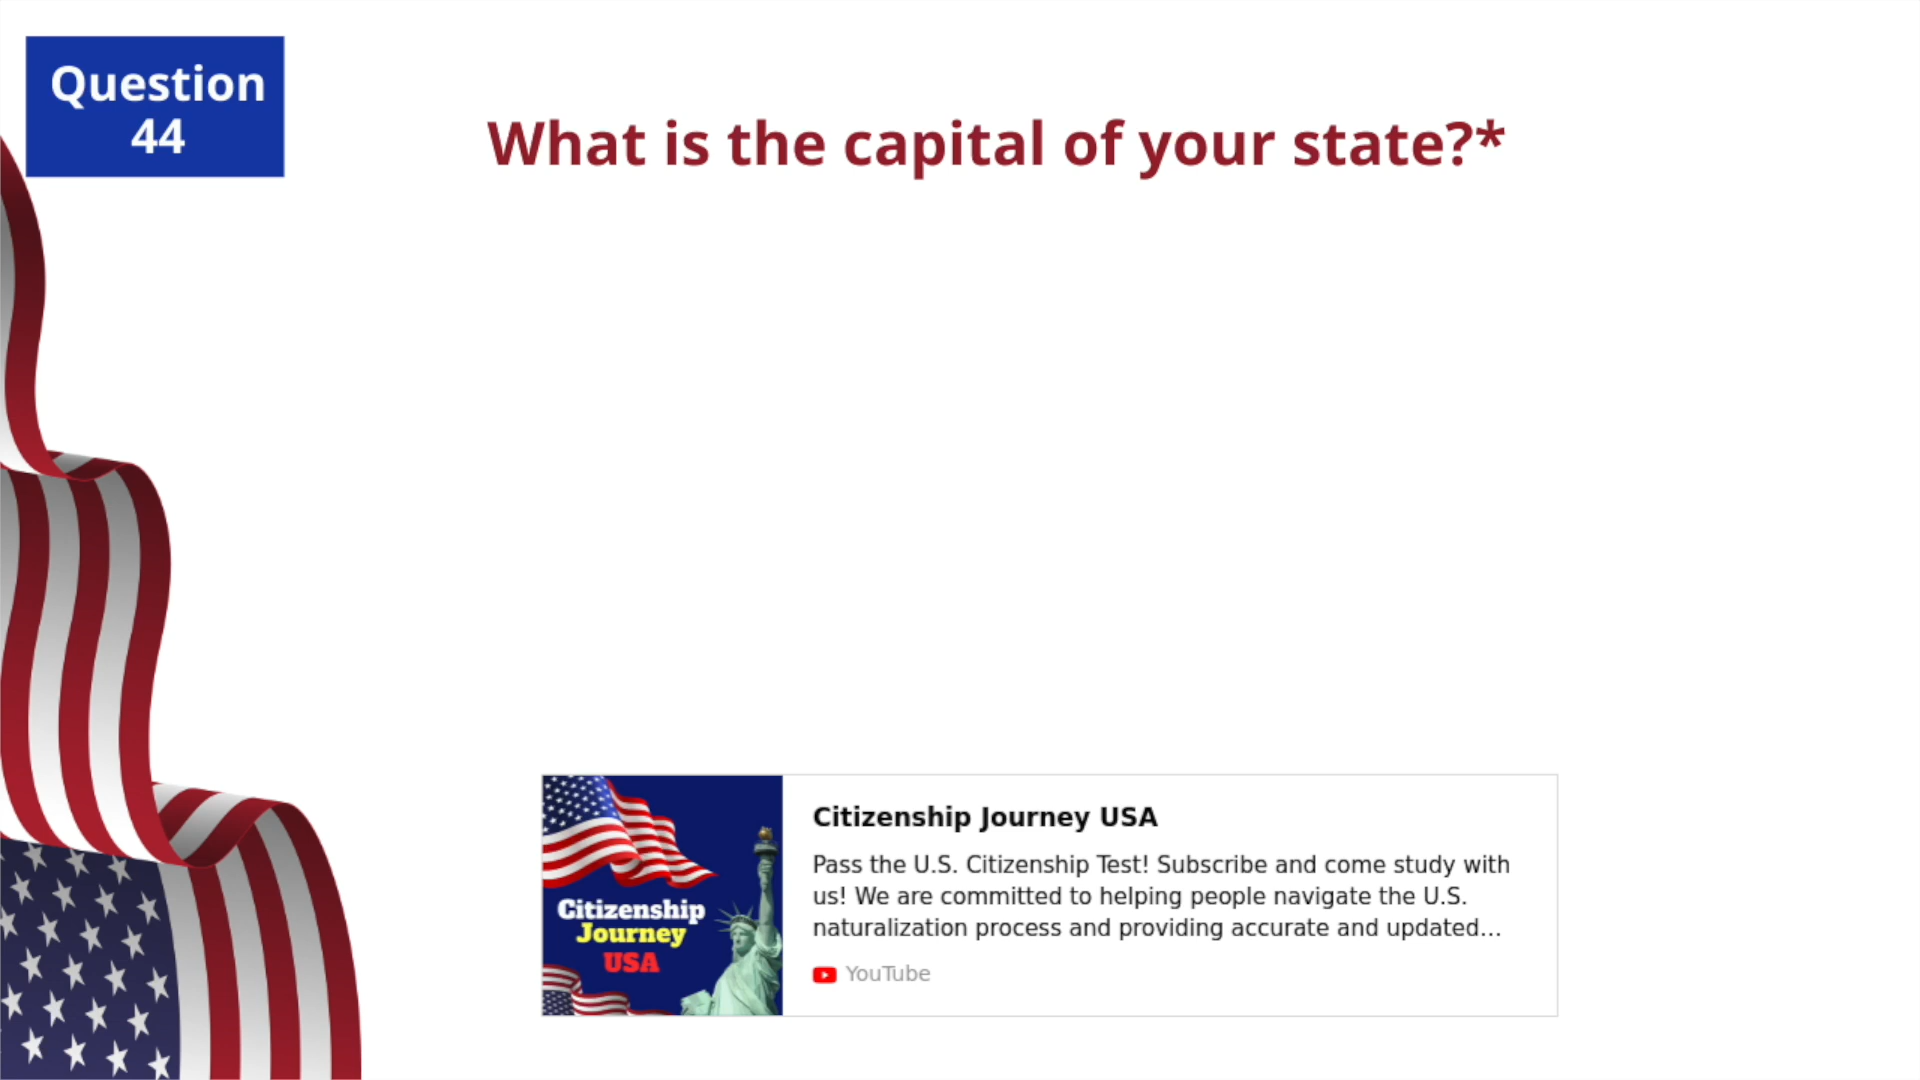 Question
44
What is the capital of your state?*
Citizenship Journey USA
Pass the U.S. Citizenship Test! Subscribe and come study with
us! We are committed to helping people navigate the U.S.
naturalization process and providing accurate and updated...
YouTube
Citizenship
Journey
USA